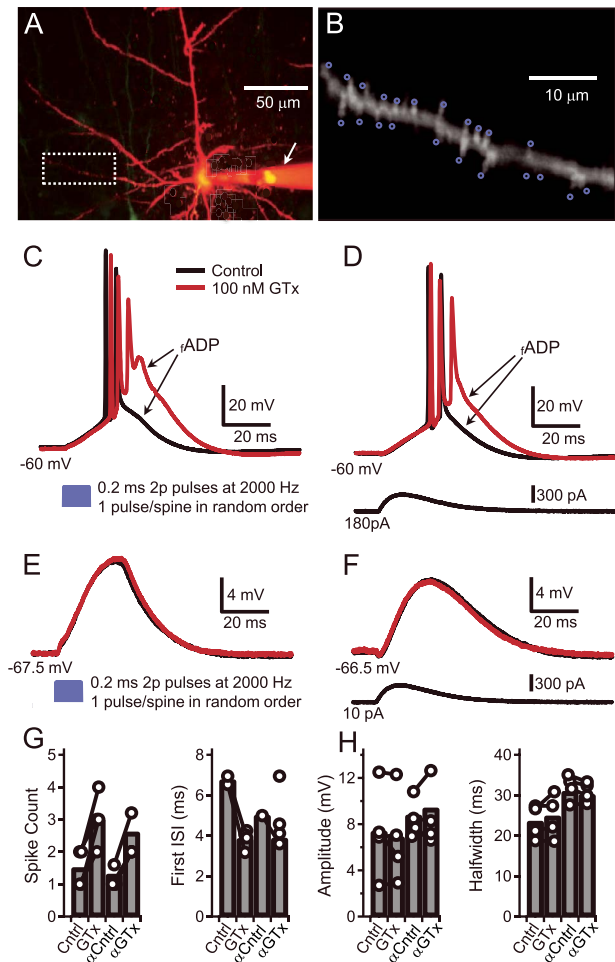 A
50 μm
B
10 μm
C
Control
100 nM GTx
fADP
20 mV
20 ms
-60 mV
0.2 ms 2p pulses at 2000 Hz
1 pulse/spine in random order
D
fADP
20 mV
20 ms
-60 mV
300 pA
180pA
E
4 mV
20 ms
-67.5 mV
0.2 ms 2p pulses at 2000 Hz
1 pulse/spine in random order
F
4 mV
20 ms
-66.5 mV
300 pA
10 pA
G
Spike Count
5
4
3
2
1
0
Cntrl
GTx
αCntrl
αGTx
First ISI (ms)
8
6
4
2
0
Cntrl
GTx
αCntrl
αGTx
H
Amplitude (mV)
12
8
4
0
Cntrl
GTx
αCntrl
αGTx
Halfwidth (ms)
40
30
20
10
0
Cntrl
GTx
αCntrl
αGTx